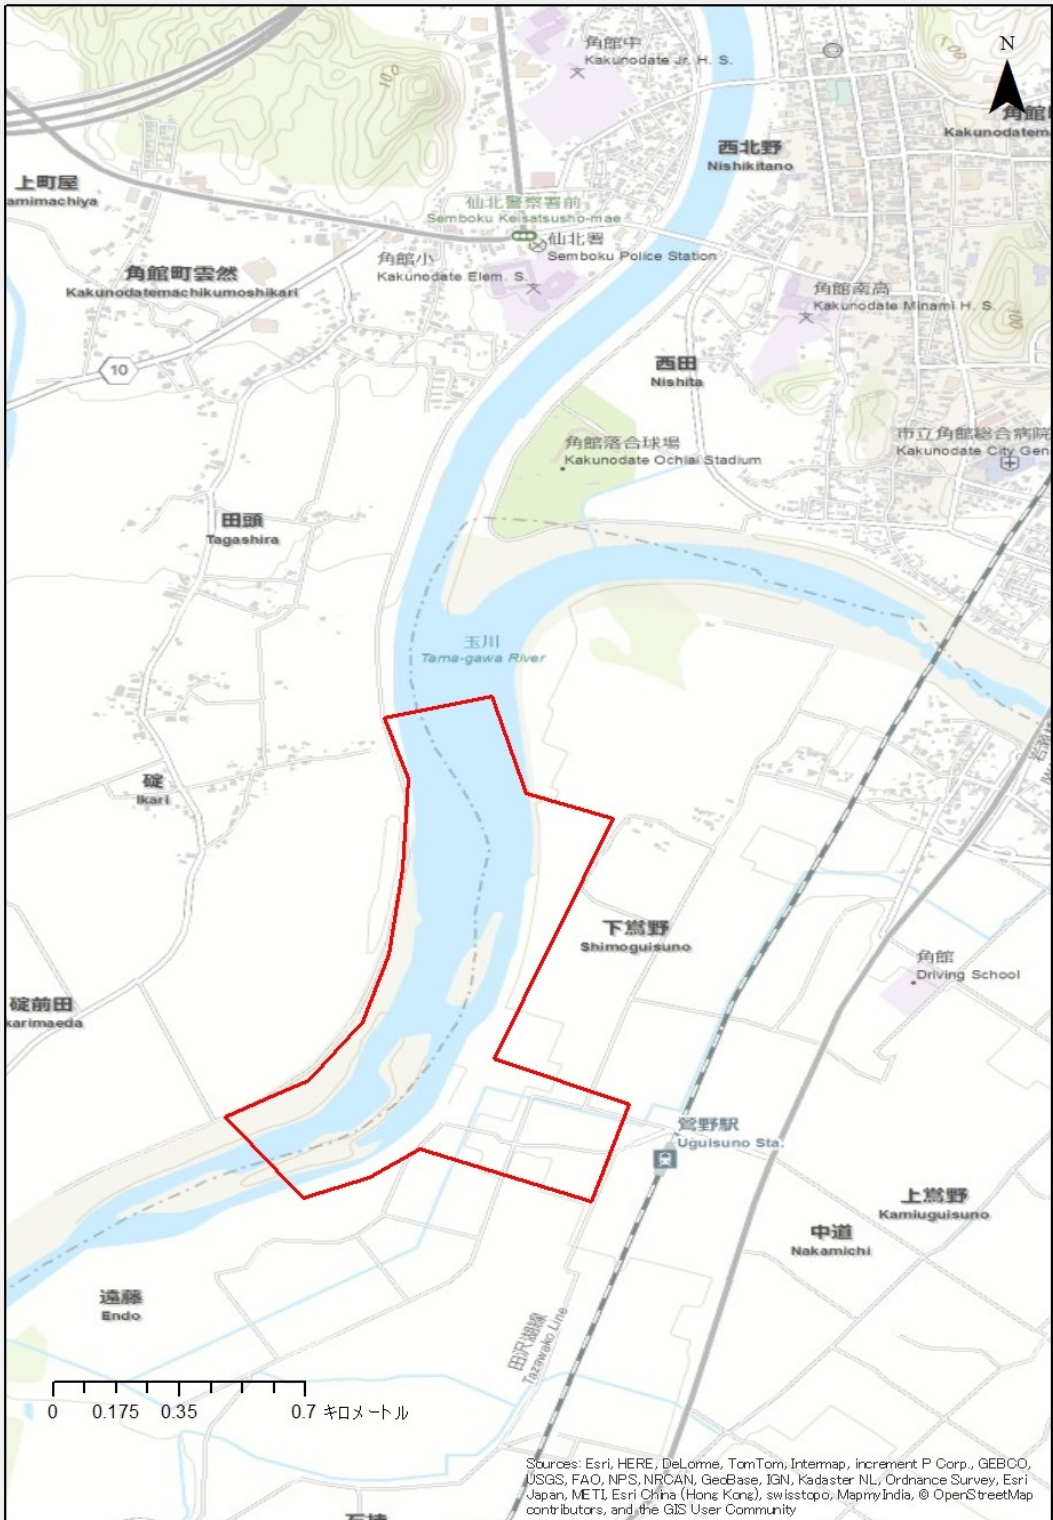 角館中
Kakunodate Jr. H. S.
N
角館
Kakunodatem
100
100
西北野
Nishikitano
上町屋
amimachiya
仙北警察署前
Semboku Keisatsusho-mae
仙北署
Semboku Police Station
角館小
Kakunodate Elem. S.
角館町雲然
Kakunodatemachikumoshikari
角館南高
Kakunodate Minami H. S.
100
10
西田
Nishita
角館落合球場
Kakunodate Ochiai Stadium
市立角館総合病院
Kakunodate City Gen
田頭
Tagashira
玉川
Tama-gawa River
碇
Ikari
下鶯野
Shimoguisuno
角館
Driving School
碇前田
karimaeda
鶯野駅
Uguisuno Sta.
上鶯野
Kamiuguisuno
中道
Nakamichi
遠藤
Endo
田沢湖線
Tazawako Line
0 0.175 0.35 0.7 キロメートル
Sources: Esri, HERE, DeLorme, TomTom, Intermap, increment P Corp., GEBCO,
USGS, FAO, NPS, NRCAN, GeoBase, IGN, Kadaster NL, Ordnance Survey, Esri
Japan, METI, Esri China (Hong Kong), swisstopo, MapmyIndia, © OpenStreetMap
contributors, and the GIS User Community